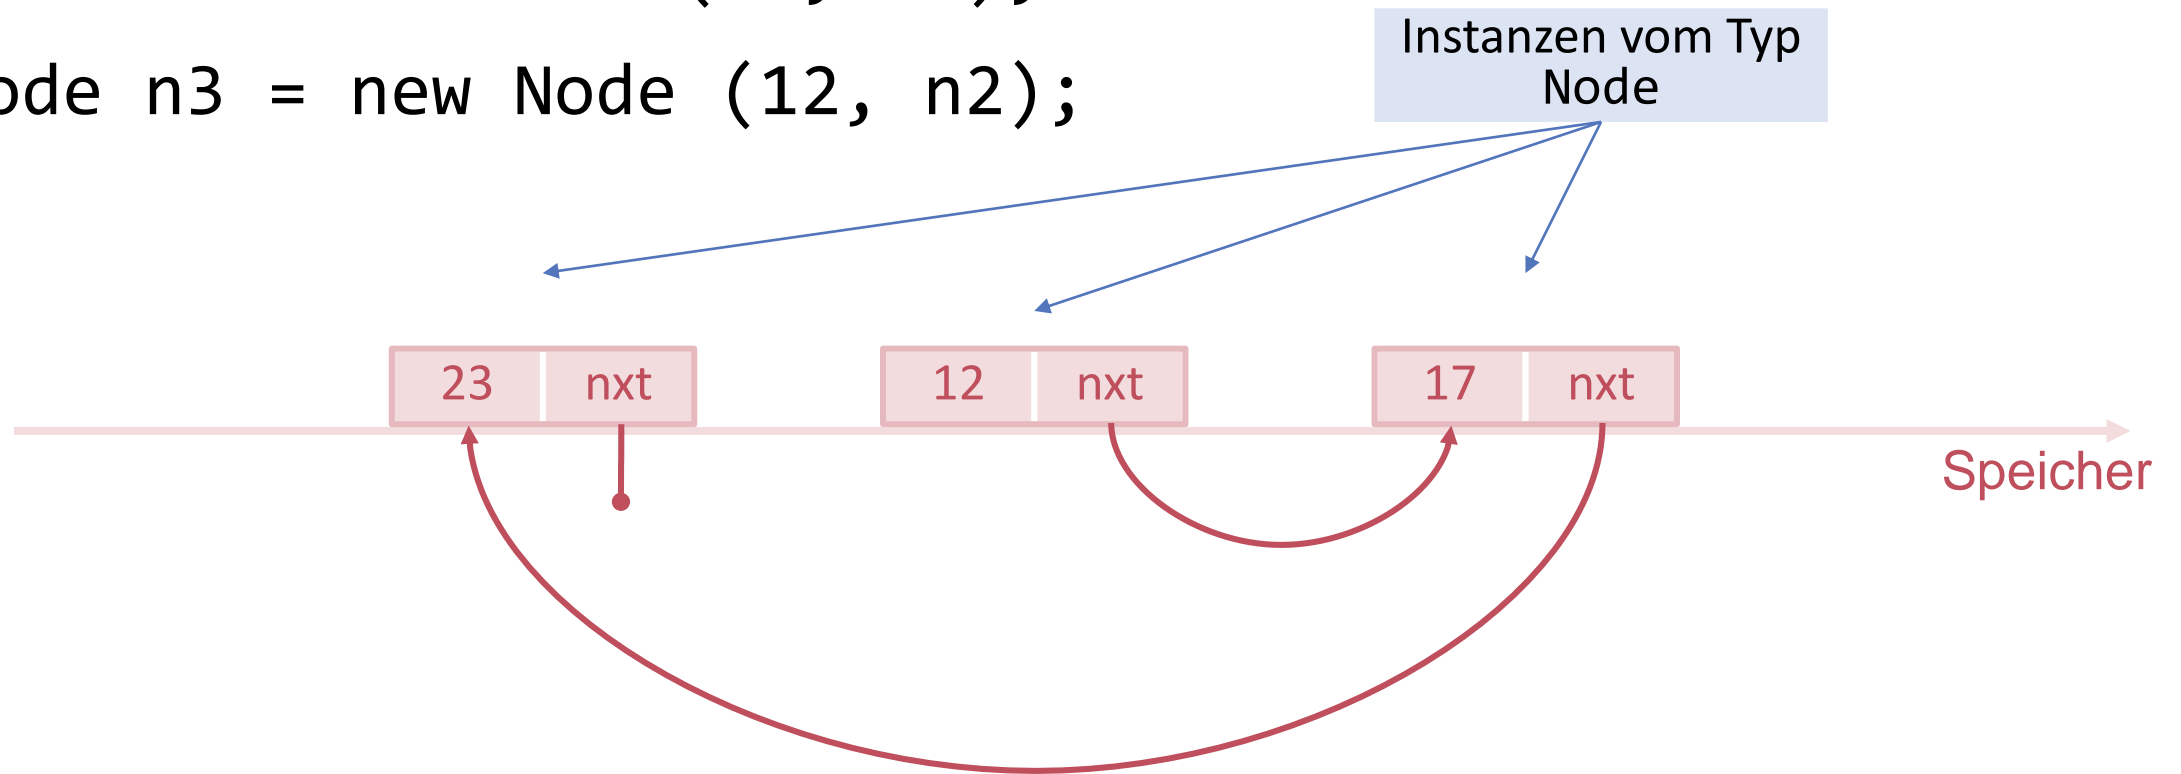 ode n3 = new Node (12, n2);
Instanzen vom Typ
Node
23 nxt
12 nxt
17 nxt
Speicher